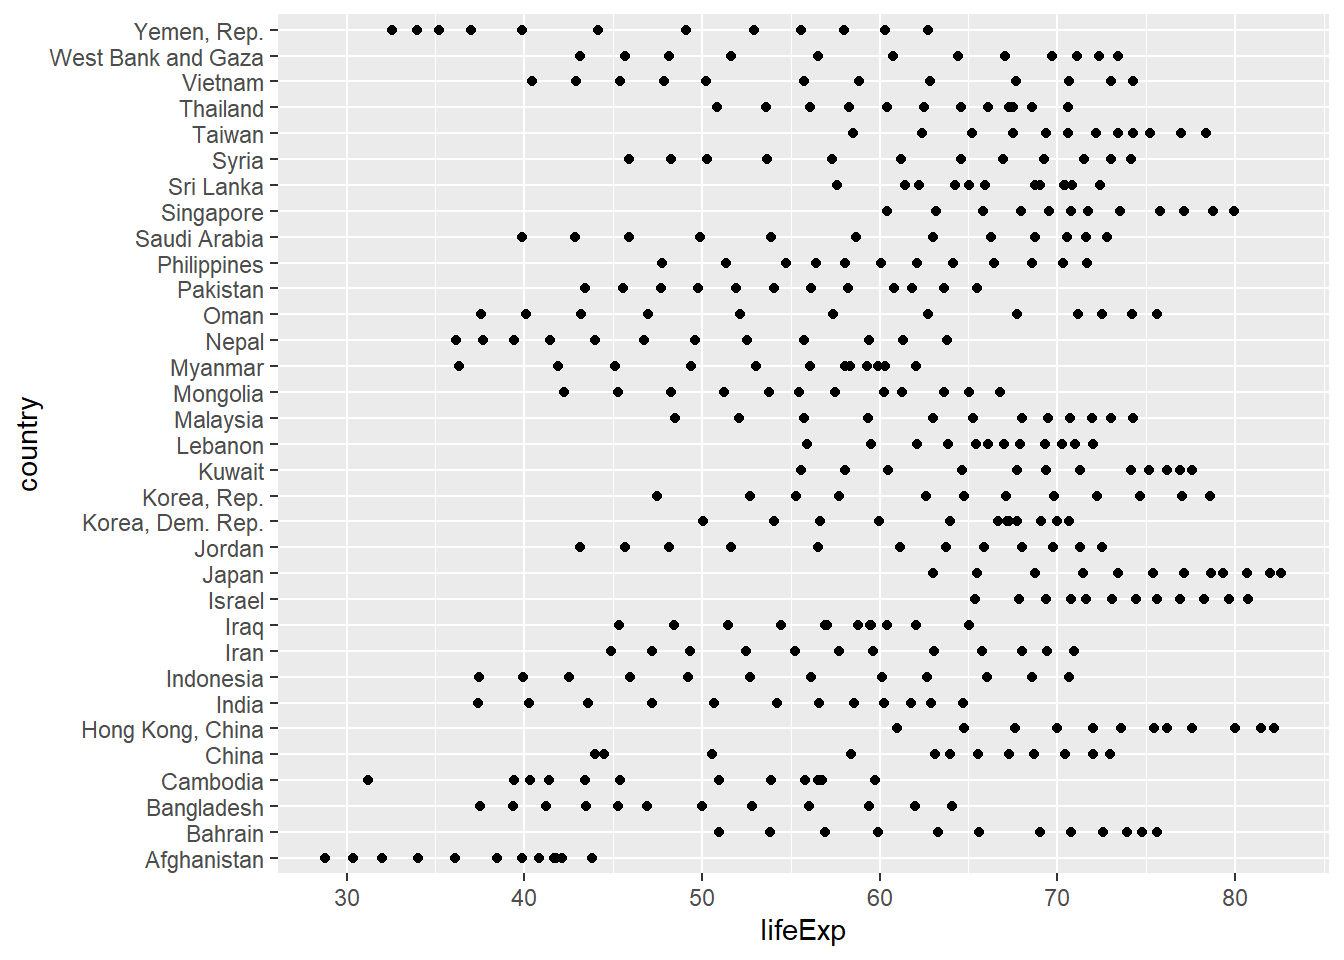 Yemen, Rep.
West Bank and Gaza
Vietnam
Thailand
Taiwan
Syria
Sri Lanka
Singapore
Saudi Arabia
Philippines
Pakistan
Oman
Nepal
Myanmar
Mongolia
Malaysia
Lebanon
Kuwait
Korea, Rep.
Korea, Dem. Rep.
Jordan
Japan
Israel
Iraq
Iran
Indonesia
India
Hong Kong, China
China
Cambodia
Bangladesh
Bahrain
Afghanistan
country
30 40 50 60 70 80
lifeExp